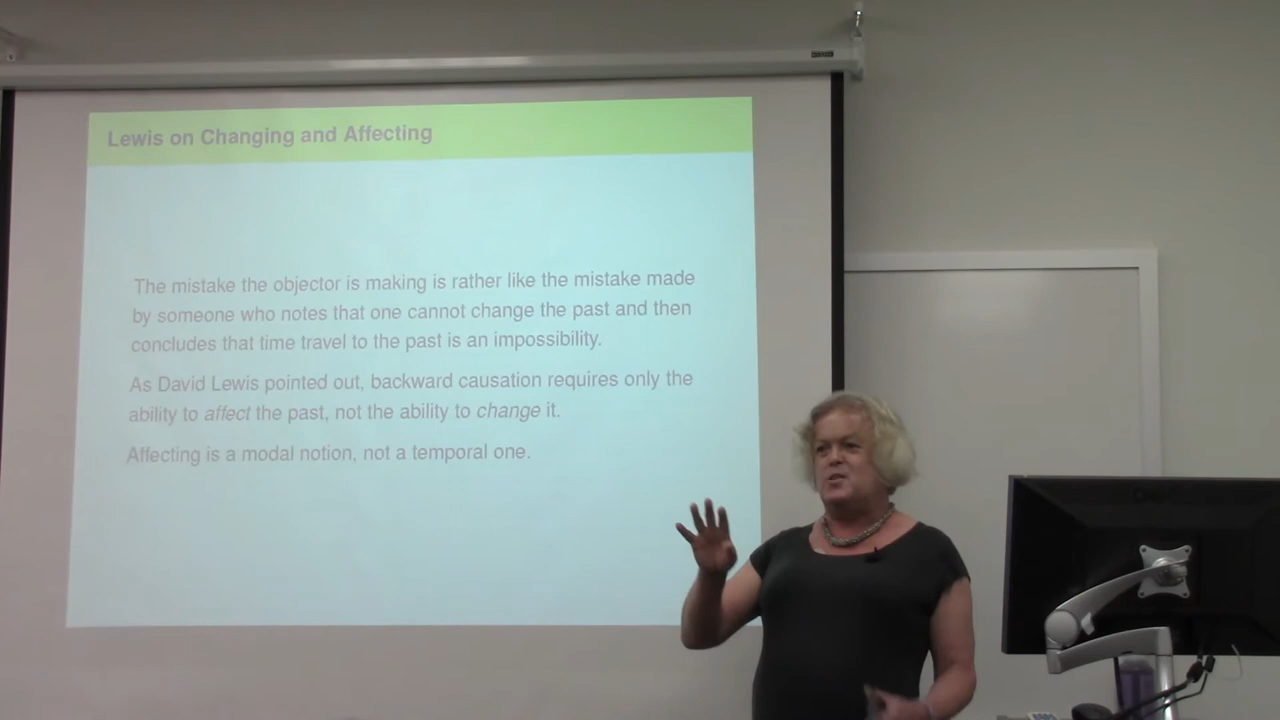 Lewis on Changing and Affecting
The mistake the objector is making is rather like the mistake made
by someone who notes that one cannot change the past and then
concludes that time travel to the past is an impossibility.
As David Lewis pointed out, backward causation requires only the
ability to affect the past, not the ability to change it.
Affecting is a modal notion, not a temporal one.